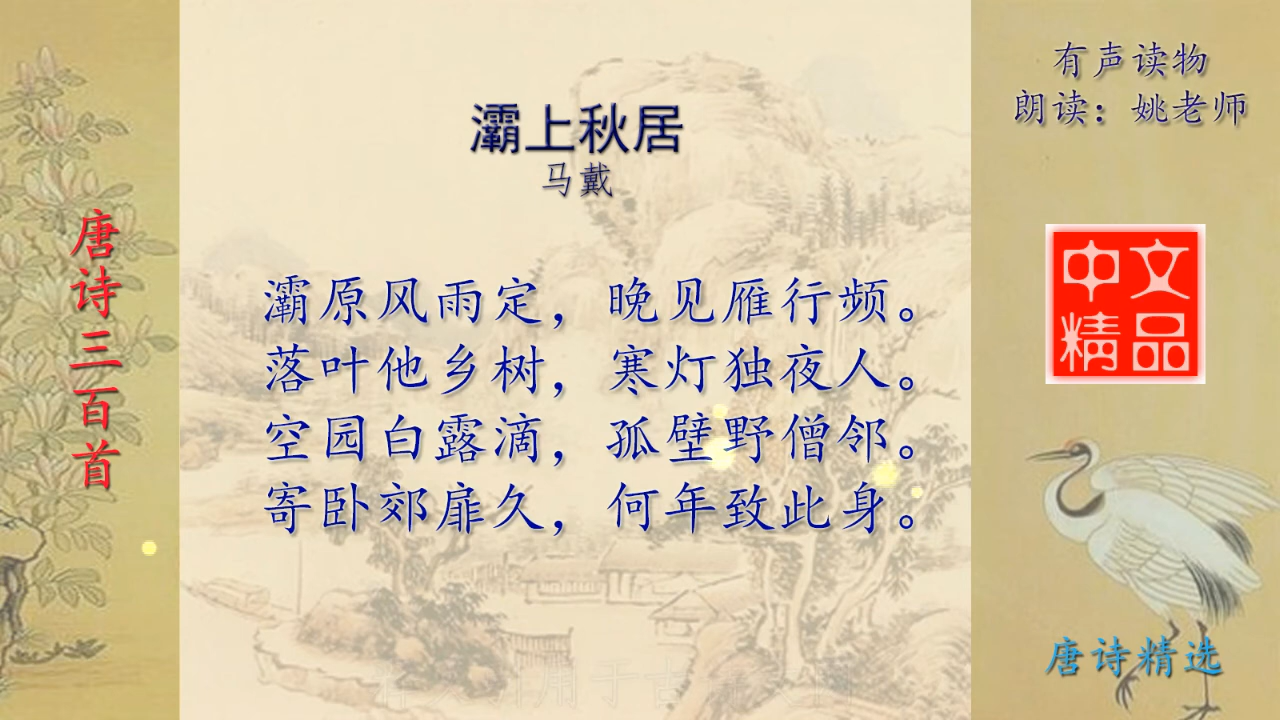 灞上秋居
马戴
灞原风雨定，晚见雁行频。
落叶他乡树，寒灯独夜人。
空园白露滴，孤壁野僧邻。
寄卧郊扉久，何年致此身。
唐诗三百首
有声读物
朗读：姚老师
中文
精品
唐诗精选